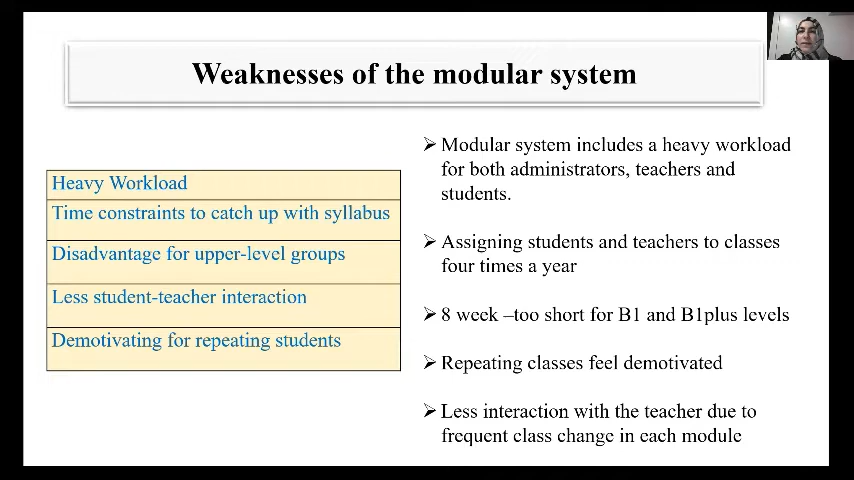 Weaknesses of the modular system
Heavy Workload
Time constraints to catch up with syllabus
Disadvantage for upper-level groups
Less student-teacher interaction
Demotivating for repeating students
➢ Modular system includes a heavy workload
for both administrators, teachers and
students.
➢ Assigning students and teachers to classes
four times a year
➢ 8 week –too short for B1 and B1plus levels
➢ Repeating classes feel demotivated
➢ Less interaction with the teacher due to
frequent class change in each module